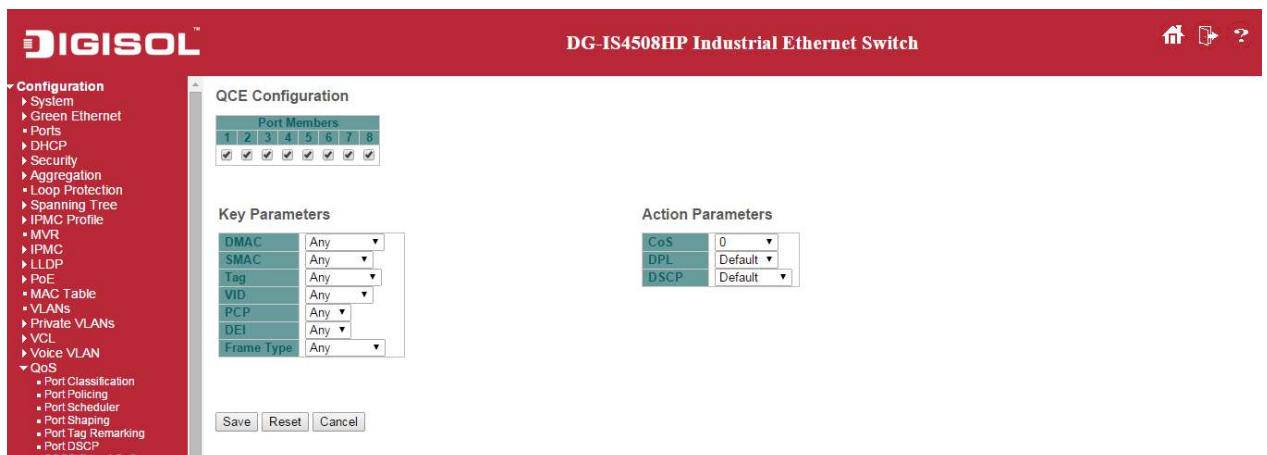 DIGISOL™
DG-IS4508HP Industrial Ethernet Switch
?
Configuration
System
Green Ethernet
Ports
DHCP
Security
Aggregation
Loop Protection
Spanning Tree
IPMC Profile
MVR
IPMC
LLDP
PoE
MAC Table
VLANs
Private VLANs
VCL
Voice VLAN
QoS
Port Classification
Port Policing
Port Scheduler
Port Shaping
Port Tag Remarking
Port DSCP
QCE Configuration
Port Members
1 2 3 4 5 6 7 8
Key Parameters
DMAC Any
SMAC Any
Tag Any
VID Any
PCP Any
DEI Any
Frame Type Any
Action Parameters
CoS 0
DPL Default
DSCP Default
Save Reset Cancel